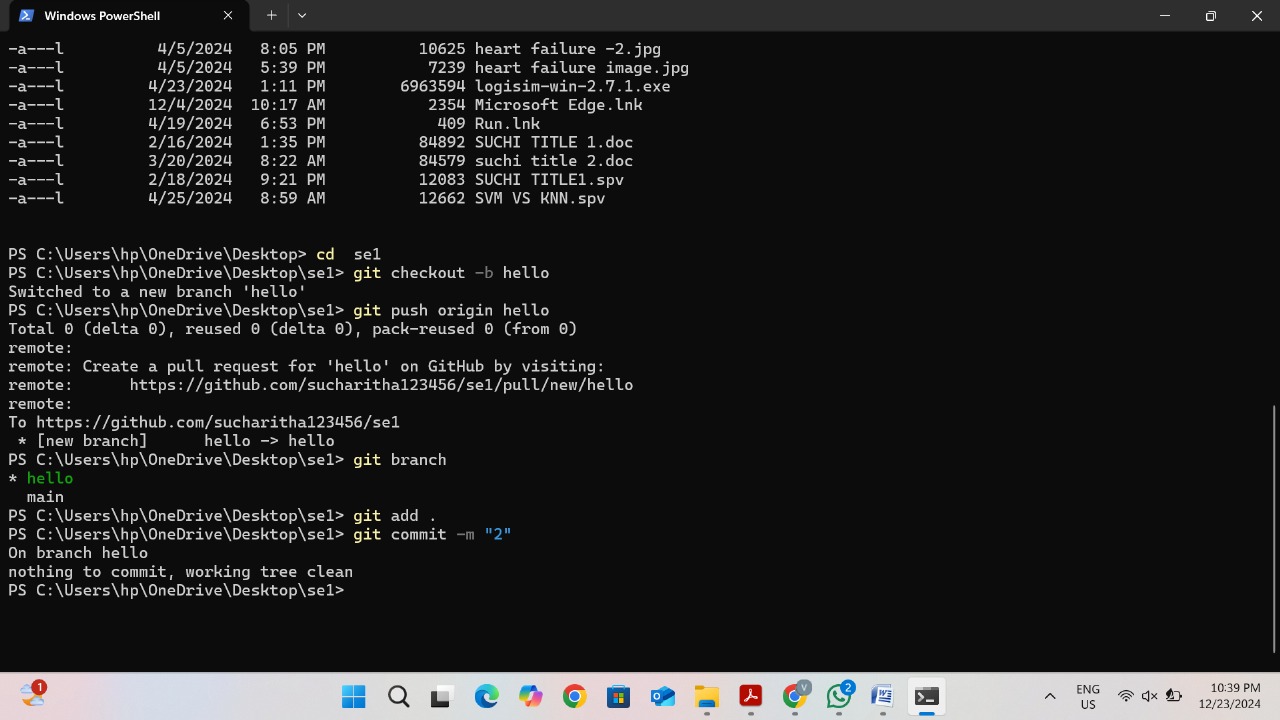 Windows PowerShell
-a---l 4/5/2024 8:05 PM 10625 heart failure -2.jpg
-a---l 4/5/2024 5:39 PM 7239 heart failure image.jpg
-a---l 4/23/2024 1:11 PM 6963594 logisim-win-2.7.1.exe
-a---l 12/4/2024 10:17 AM 2354 Microsoft Edge.lnk
-a---l 4/19/2024 6:53 PM 409 Run.lnk
-a---l 2/16/2024 1:35 PM 84892 SUCHI TITLE 1.doc
-a---l 3/20/2024 8:22 AM 84579 suchi title 2.doc
-a---l 2/18/2024 9:21 PM 12083 SUCHI TITLE1.spv
-a---l 4/25/2024 8:59 AM 12662 SVM VS KNN.spv
PS C:\Users\hp\OneDrive\Desktop> cd  se1
PS C:\Users\hp\OneDrive\Desktop\se1> git checkout -b hello
Switched to a new branch 'hello'
PS C:\Users\hp\OneDrive\Desktop\se1> git push origin hello
Total 0 (delta 0), reused 0 (delta 0), pack-reused 0 (from 0)
remote:
remote: Create a pull request for 'hello' on GitHub by visiting:
remote:      https://github.com/sucharitha123456/se1/pull/new/hello
remote:
To https://github.com/sucharitha123456/se1
 * [new branch]      hello -> hello
PS C:\Users\hp\OneDrive\Desktop\se1> git branch
* hello
  main
PS C:\Users\hp\OneDrive\Desktop\se1> git add .
PS C:\Users\hp\OneDrive\Desktop\se1> git commit -m "2"
On branch hello
nothing to commit, working tree clean
PS C:\Users\hp\OneDrive\Desktop\se1>
1
V
2
ENG
US
10:39 PM
12/23/2024